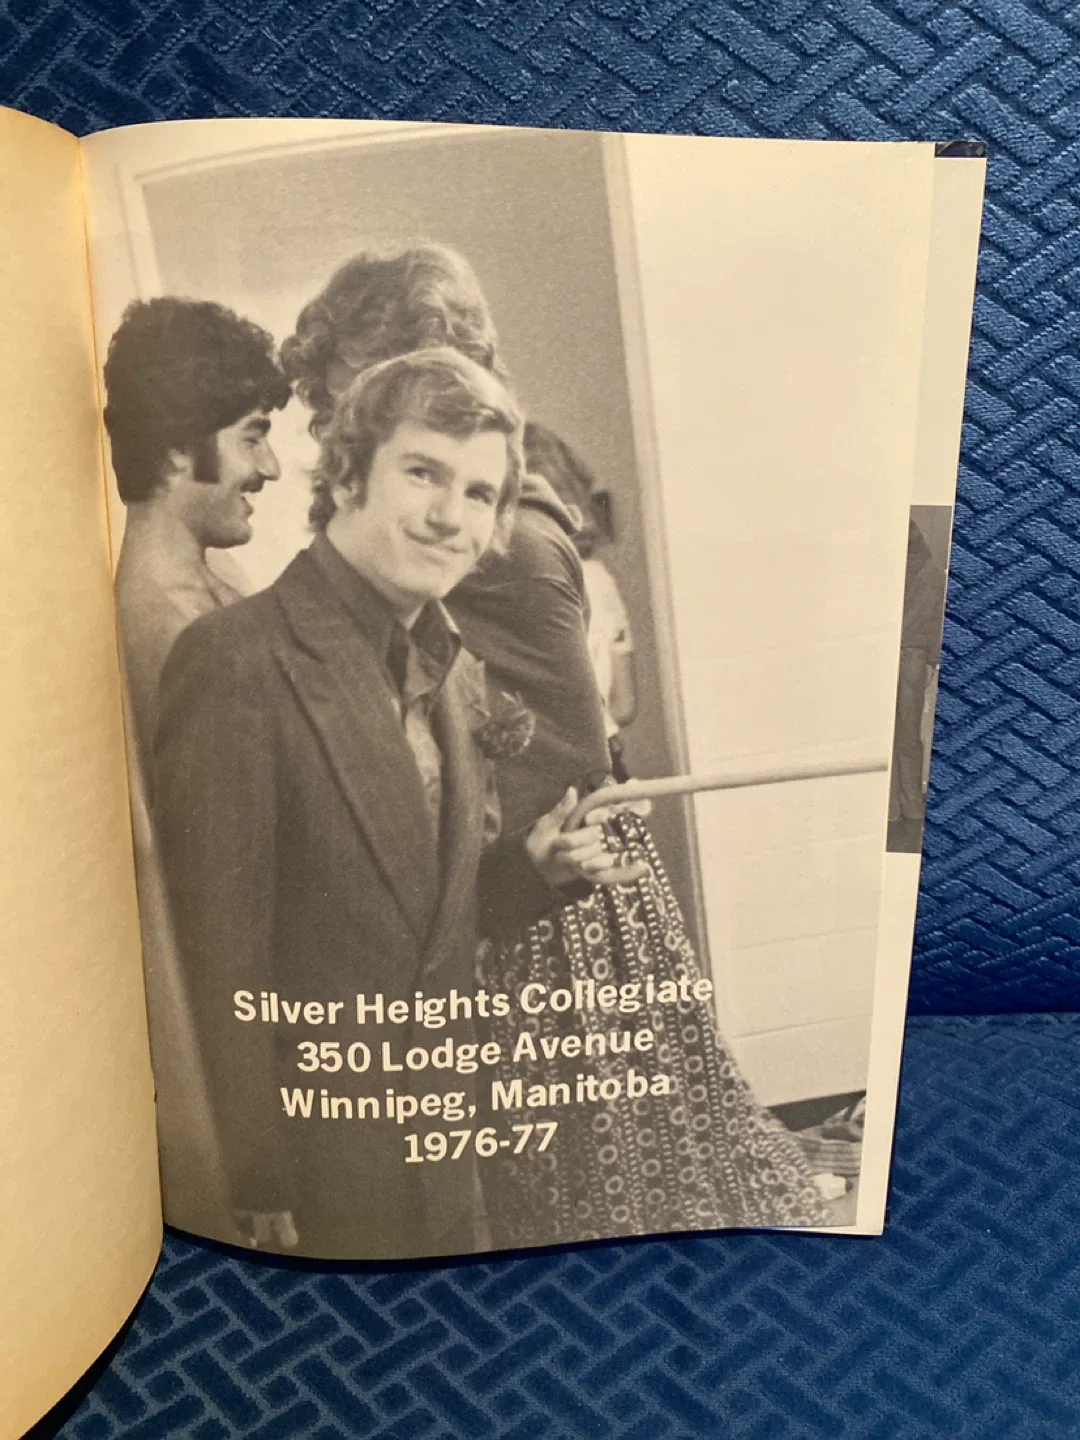 Silver Heights Collegiate
350 Lodge Avenue
Winnipeg, Manitoba
1976-77